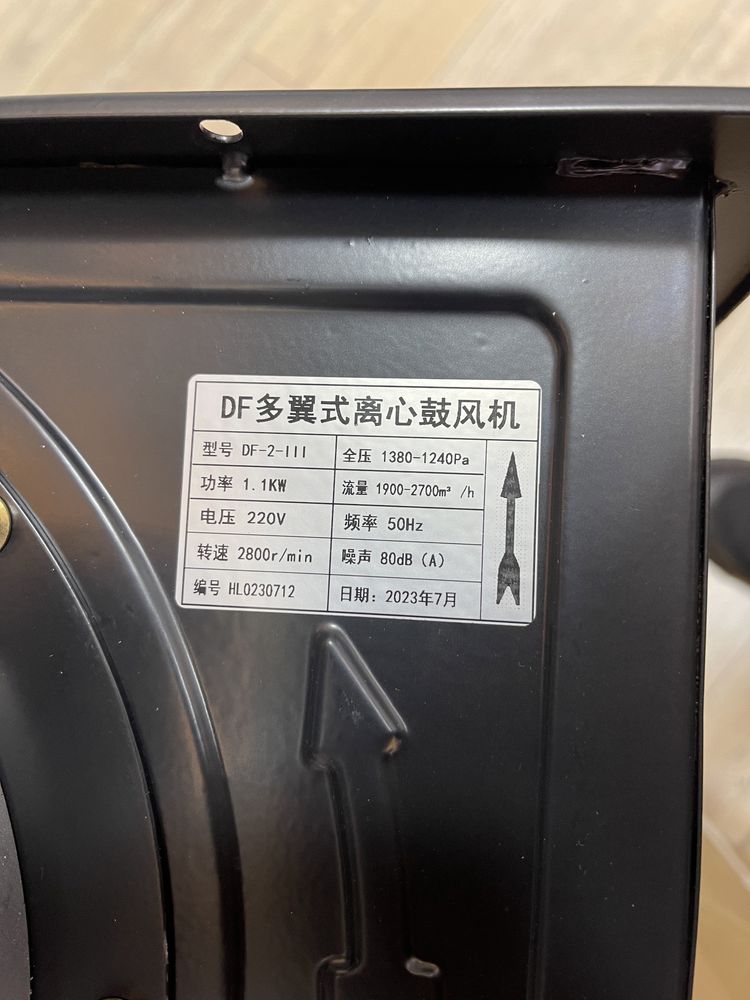 DF多翼式离心鼓风机
型号 DF-2-III 全压 1380-1240Pa
功率 1.1KW 流量 1900-2700m³ /h
电压 220V 频率 50Hz
转速 2800r/min 噪声 80dB（A）
编号 HL0230712 日期：2023年7月